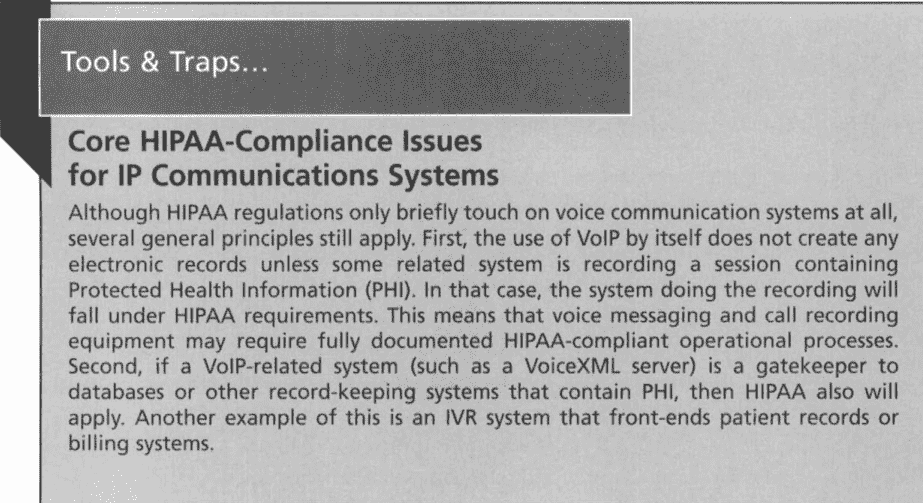 Tools & Traps...
Core HIPAA-Compliance Issues
for IP Communications Systems
Although HIPAA regulations only briefly touch on voice communication systems at all,
several general principles still apply. First, the use of VoIP by itself does not create any
electronic records unless some related system is recording a session containing
Protected Health Information (PHI). In that case, the system doing the recording will
fall under HIPAA requirements. This means that voice messaging and call recording
equipment may require fully documented HIPAA-compliant operational processes.
Second, if a VoIP-related system (such as a VoiceXML server) is a gatekeeper to
databases or other record-keeping systems that contain PHI, then HIPAA also will
apply. Another example of this is an IVR system that front-ends patient records or
billing systems.